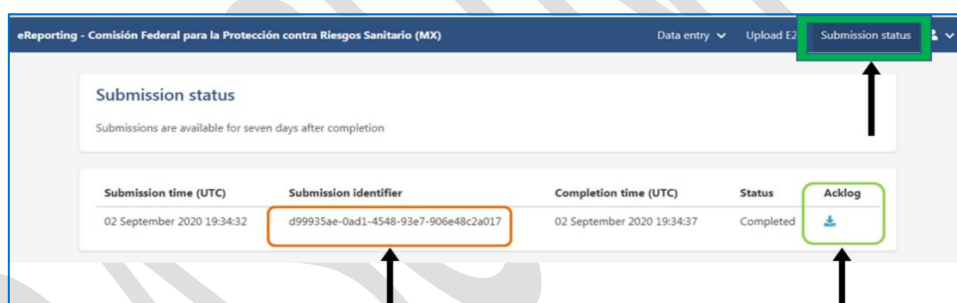 eReporting - Comisión Federal para la Protección contra Riesgos Sanitario (MX) Data entry Upload E2 Submission status
Submission status
Submissions are available for seven days after completion
Submission time (UTC) Submission identifier Completion time (UTC) Status Acklog
02 September 2020 19:34:32 d99935ae-0ad1-4548-93e7-906e48c2a017 02 September 2020 19:34:37 Completed